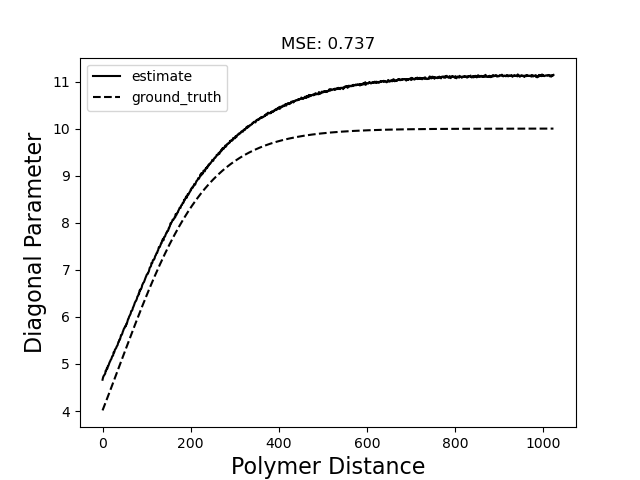 MSE: 0.737
estimate
ground_truth
11
10
9
8
7
6
5
4
Diagonal Parameter
0 200 400 600 800 1000
Polymer Distance